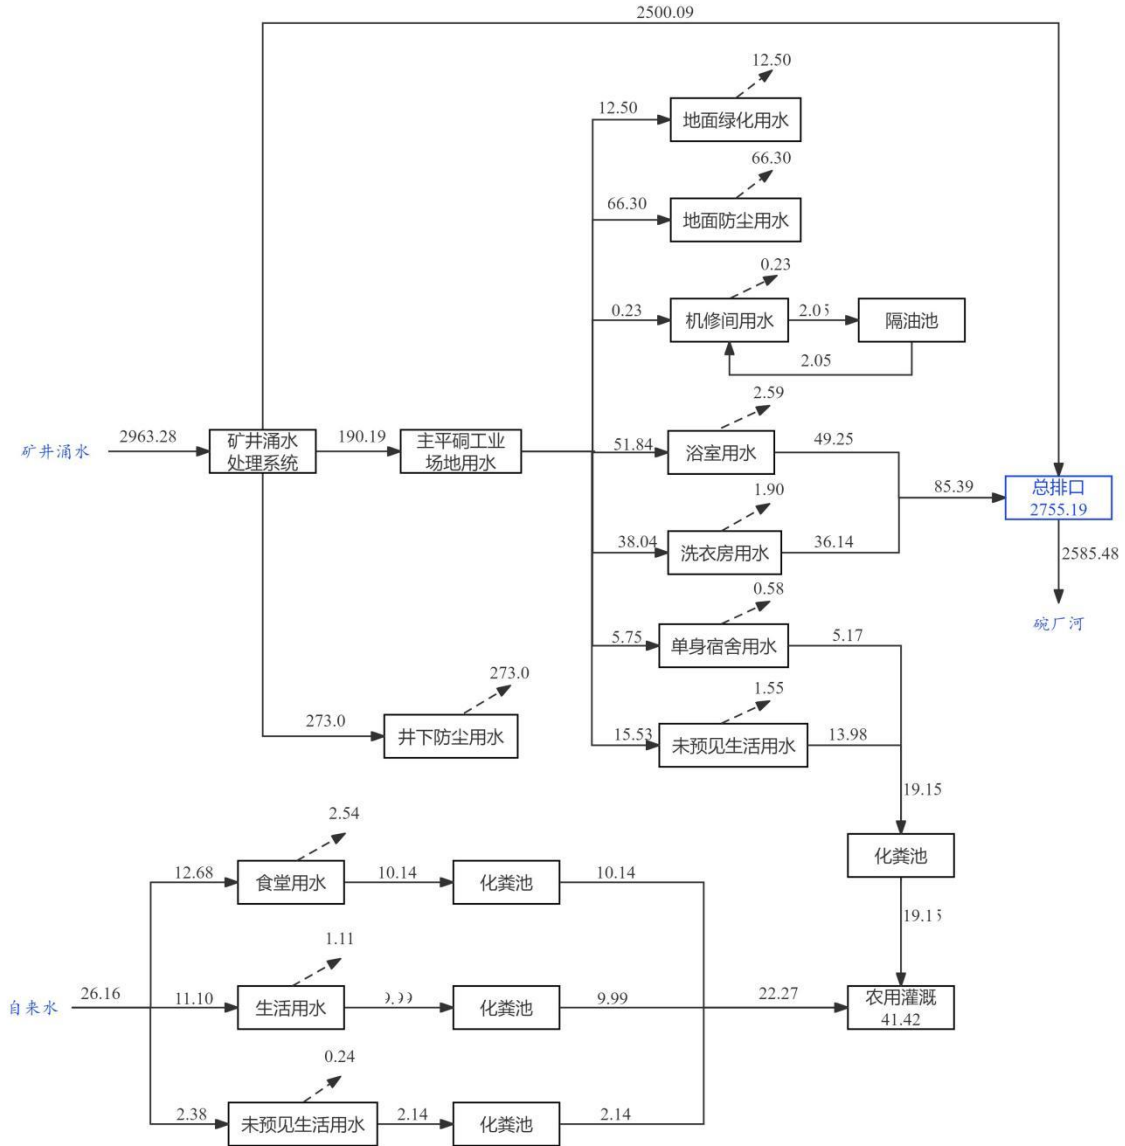 2500.09
12.50
12.50
地面绿化用水
66.30
66.30
地面防尘用水
0.23
0.23
机修间用水
2.05
隔油池
2.05
矿井涌水
2963.28
矿井涌水
处理系统
190.19
主平硐工业
场地用水
2.59
51.84
浴室用水
49.25
1.90
38.04
洗衣房用水
36.14
85.39
总排口
2755.19
2585.48
碗厂河
0.58
5.75
单身宿舍用水
5.17
273.0
273.0
井下防尘用水
1.55
15.53
未预见生活用水
13.98
19.15
化粪池
19.15
2.54
12.68
食堂用水
10.14
化粪池
10.14
1.11
自来水
26.16
11.10
生活用水
9.99
化粪池
9.99
22.27
农用灌溉
41.42
0.24
2.38
未预见生活用水
2.14
化粪池
2.14